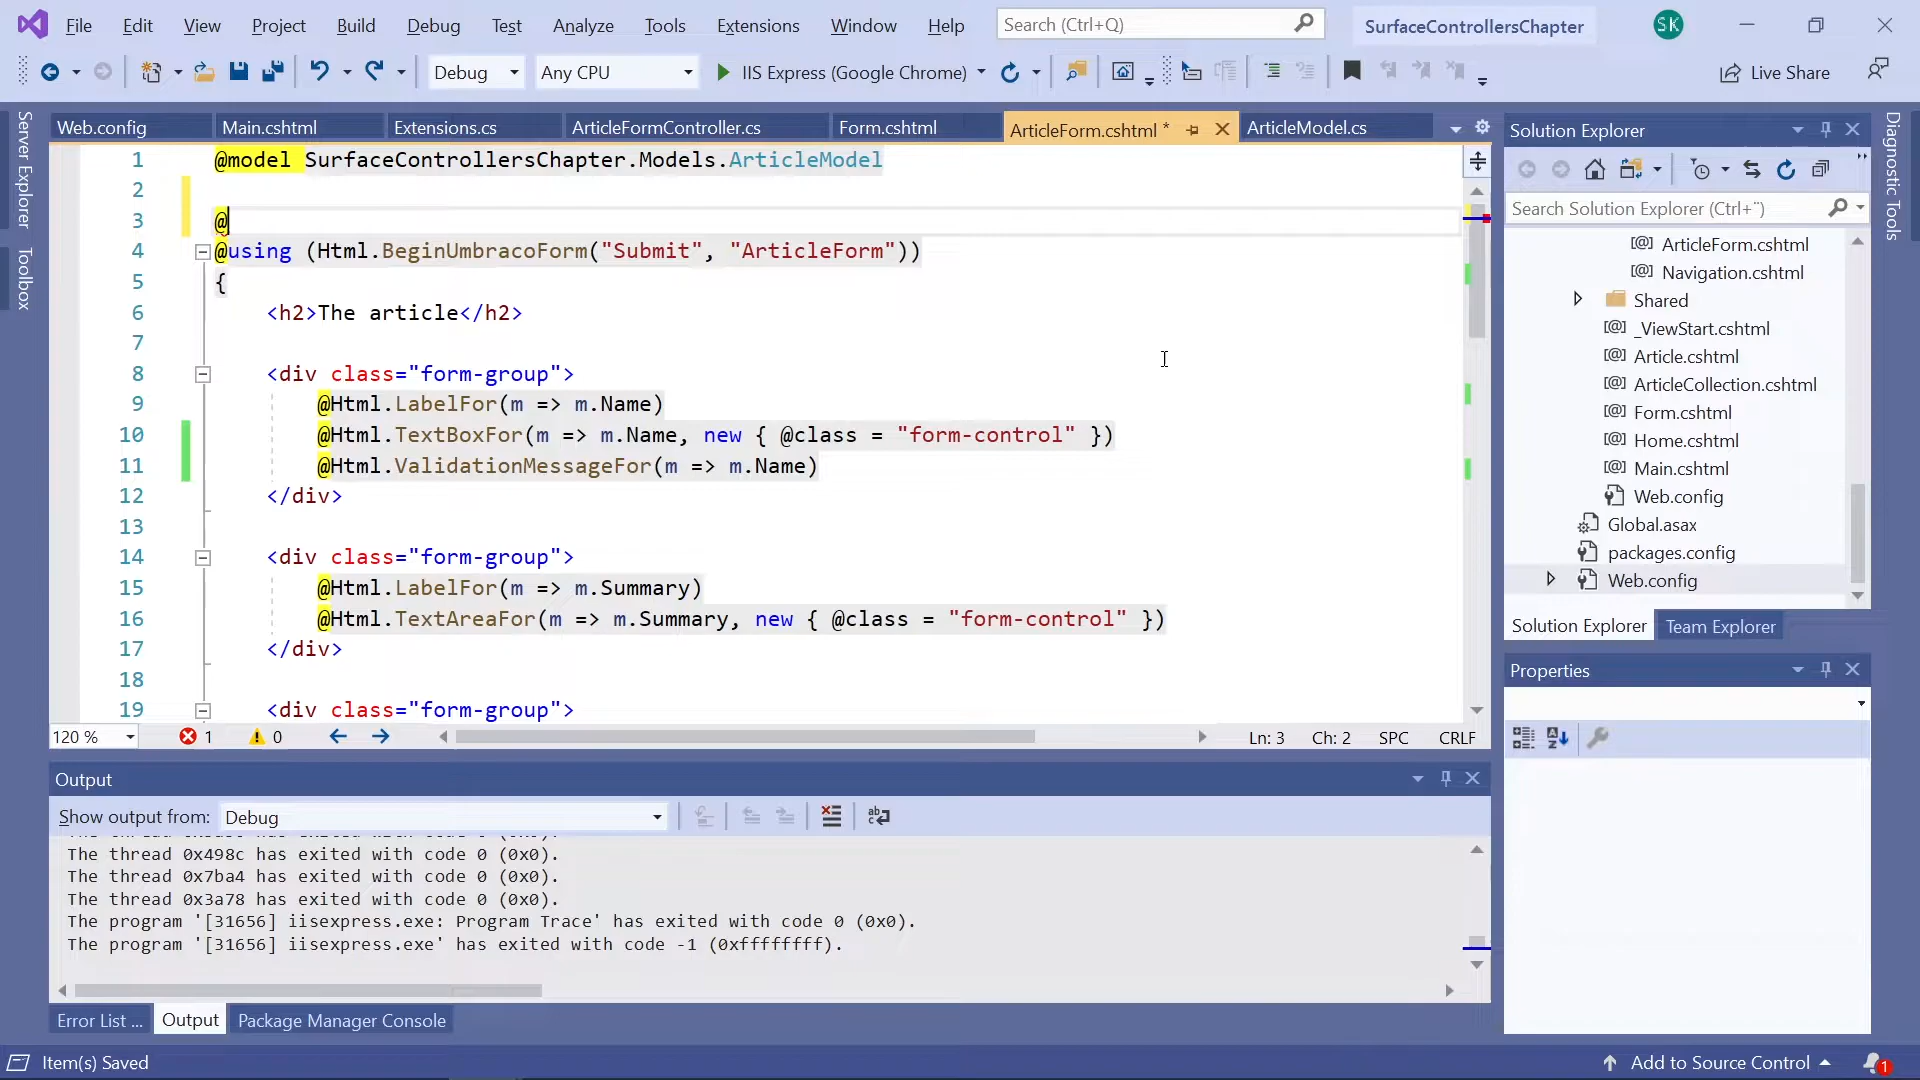 File Edit View Project Build Debug Test Analyze Tools Extensions Window Help Search (Ctrl+Q) SurfaceControllersChapter SK
Debug Any CPU IIS Express (Google Chrome) Live Share
Server Explorer
Toolbox
Web.config Main.cshtml Extensions.cs ArticleFormController.cs Form.cshtml ArticleForm.cshtml * ArticleModel.cs
1 @model SurfaceControllersChapter.Models.ArticleModel
2
3 @
4 @using (Html.BeginUmbracoForm("Submit", "ArticleForm"))
5 {
6 <h2>The article</h2>
7
8 <div class="form-group">
9 @Html.LabelFor(m => m.Name)
10 @Html.TextBoxFor(m => m.Name, new { @class = "form-control" })
11 @Html.ValidationMessageFor(m => m.Name)
12 </div>
13
14 <div class="form-group">
15 @Html.LabelFor(m => m.Summary)
16 @Html.TextAreaFor(m => m.Summary, new { @class = "form-control" })
17 </div>
18
19 <div class="form-group">
120 % 1 0 Ln: 3 Ch: 2 SPC CRLF
Output
Show output from: Debug
The thread 0x498c has exited with code 0 (0x0).
The thread 0x7ba4 has exited with code 0 (0x0).
The thread 0x3a78 has exited with code 0 (0x0).
The program '[31656] iisexpress.exe: Program Trace' has exited with code 0 (0x0).
The program '[31656] iisexpress.exe' has exited with code -1 (0xffffffff).
Error List ... Output Package Manager Console
Solution Explorer
Search Solution Explorer (Ctrl+¨)
ArticleForm.cshtml
Navigation.cshtml
Shared
_ViewStart.cshtml
Article.cshtml
ArticleCollection.cshtml
Form.cshtml
Home.cshtml
Main.cshtml
Web.config
Global.asax
packages.config
Web.config
Solution Explorer Team Explorer
Properties
Diagnostic Tools
Item(s) Saved Add to Source Control 1